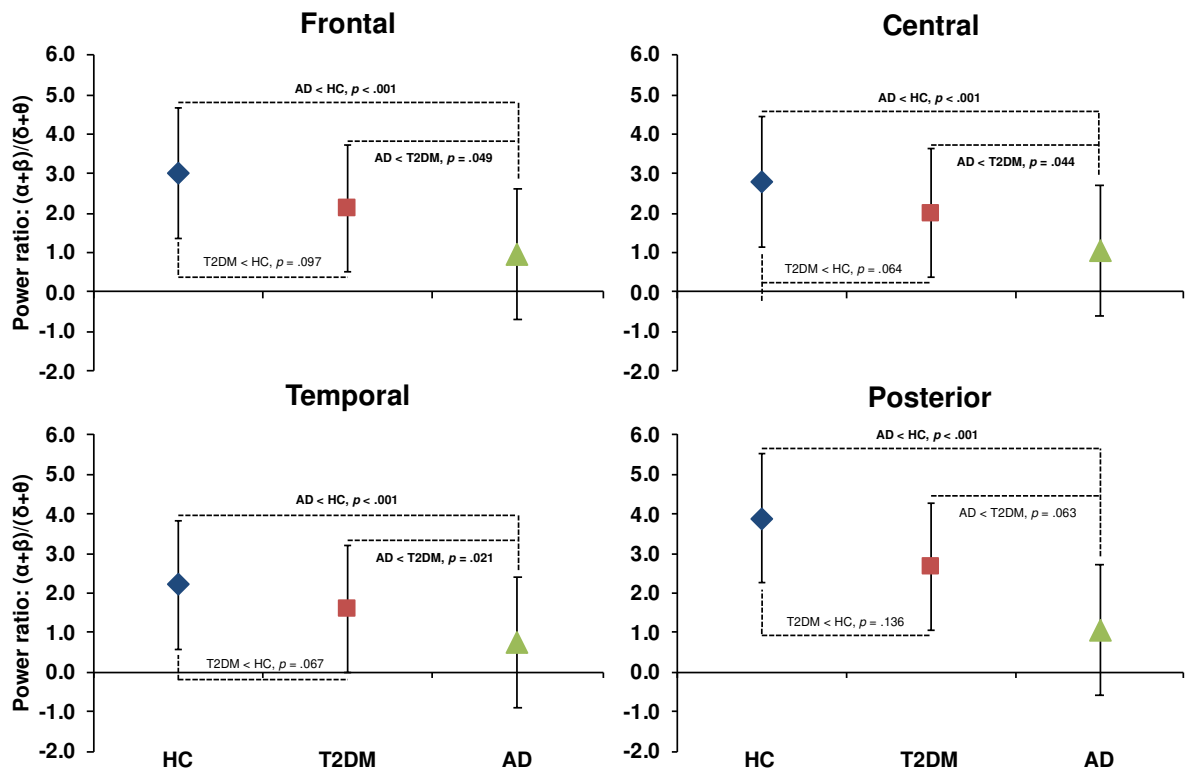 Frontal
Power ratio: (α+β)/(δ+θ)
6.0
5.0
4.0
3.0
2.0
1.0
0.0
-1.0
-2.0
AD < HC, p < .001
AD < T2DM, p = .049
T2DM < HC, p = .097
Central
6.0
5.0
4.0
3.0
2.0
1.0
0.0
-1.0
-2.0
AD < HC, p < .001
AD < T2DM, p = .044
T2DM < HC, p = .064
Temporal
Power ratio: (α+β)/(δ+θ)
6.0
5.0
4.0
3.0
2.0
1.0
0.0
-1.0
-2.0
AD < HC, p < .001
AD < T2DM, p = .021
T2DM < HC, p = .067
HC T2DM AD
Posterior
6.0
5.0
4.0
3.0
2.0
1.0
0.0
-1.0
-2.0
AD < HC, p < .001
AD < T2DM, p = .063
T2DM < HC, p = .136
HC T2DM AD